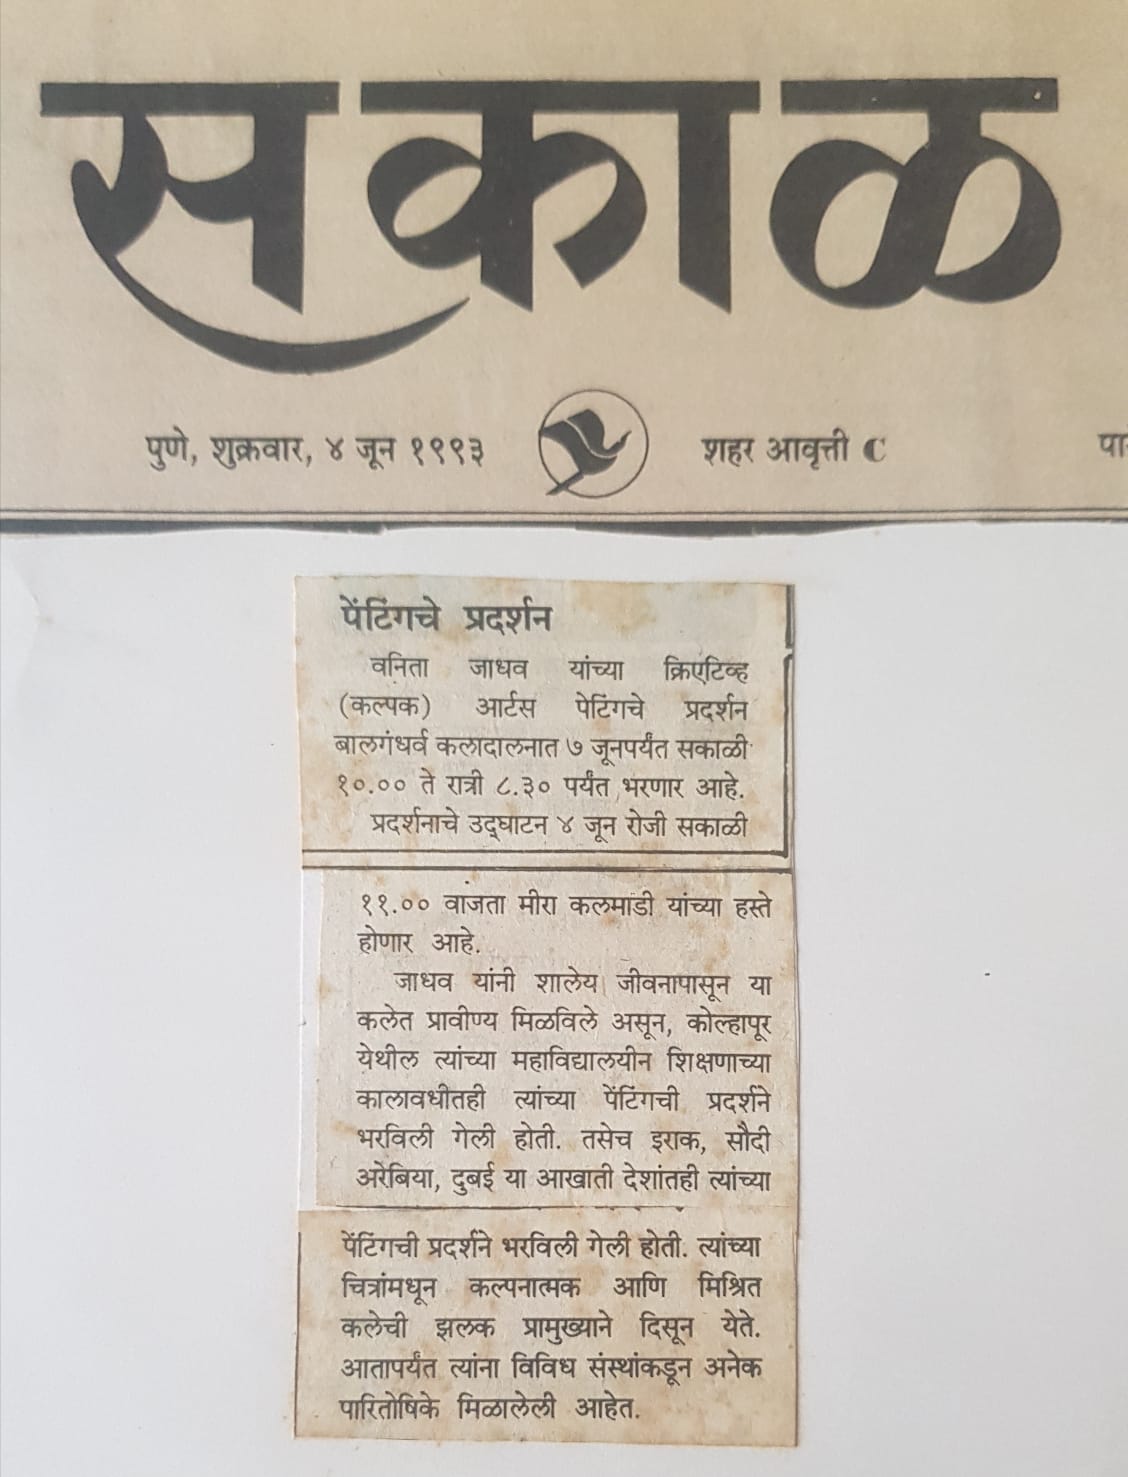 सकाळ
पुणे, शुक्रवार, ४ जून १९९३ शहर आवृत्ती C
पेंटिंगचे प्रदर्शन
वनिता जाधव यांच्या क्रिएटिव्ह
(कल्पक) आर्टस पेटिंगचे प्रदर्शन
बालगंधर्व कलादालनात ७ जूनपर्यंत सकाळी
१०.०० ते रात्री ८.३० पर्यंत भरणार आहे.
प्रदर्शनाचे उद्‌घाटन ४ जून रोजी सकाळी
११.०० वाजता मीरा कलमाडी यांच्या हस्ते
होणार आहे.
जाधव यांनी शालेय जीवनापासून या
कलेत प्रावीण्य मिळविले असून, कोल्हापूर
येथील त्यांच्या महाविद्यालयीन शिक्षणाच्या
कालावधीतही त्यांच्या पेंटिंगची प्रदर्शने
भरविली गेली होती. तसेच इराक, सौदी
अरेबिया, दुबई या आखाती देशांतही त्यांच्या
पेंटिंगची प्रदर्शने भरविली गेली होती. त्यांच्या
चित्रांमधून कल्पनात्मक आणि मिश्रित
कलेची झलक प्रामुख्याने दिसून येते.
आतापर्यंत त्यांना विविध संस्थांकडून अनेक
पारितोषिके मिळालेली आहेत.